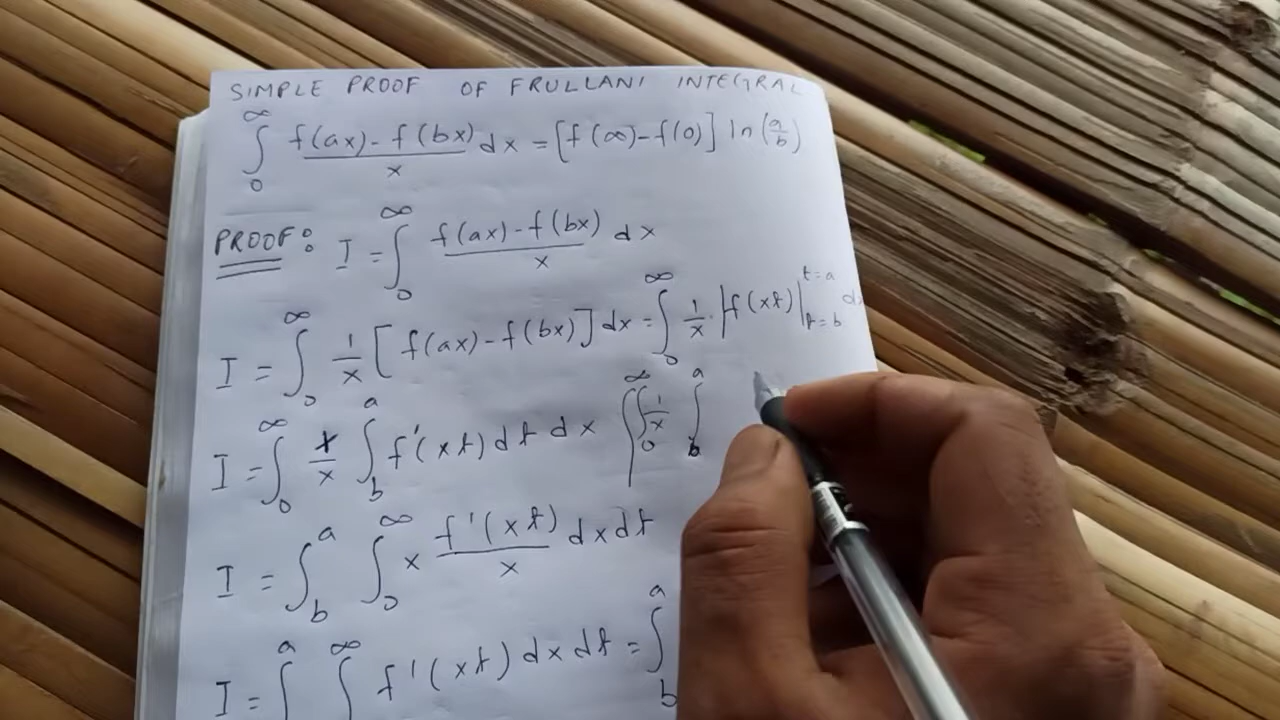 SIMPLE PROOF OF FRULLANI INTEGRAL
∫₀^∞ (f(ax) - f(bx))/x dx = [f(∞) - f(0)] ln(a/b)
PROOF: I = ∫₀^∞ (f(ax) - f(bx))/x dx
I = ∫₀^∞ 1/x [f(ax) - f(bx)] dx = ∫₀^∞ 1/x · |f(xt)|_{t=b}^{t=a} dx
I = ∫₀^∞ x/x ∫_b^a f'(xt) dt dx ∫₀^∞ 1/x ∫_b^a
I = ∫_b^a ∫₀^∞ x f'(xt)/x dx dt
I = ∫^a ∫^∞ f'(xt) dx dt = ∫_b^a